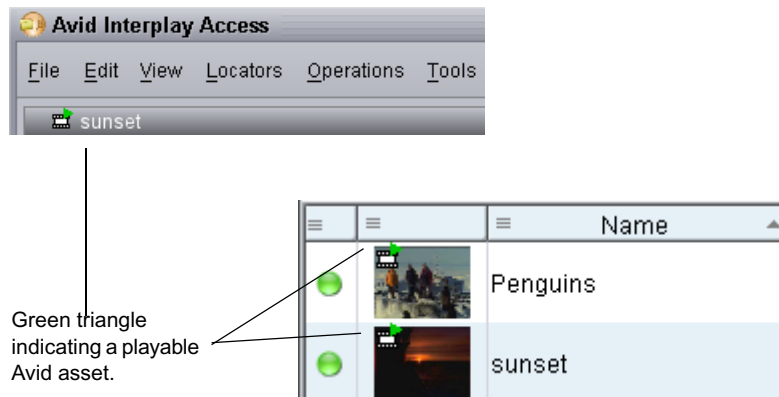 Avid Interplay Access
File Edit View Locators Operations Tools
sunset
Name
Penguins
sunset
Green triangle
indicating a playable
Avid asset.